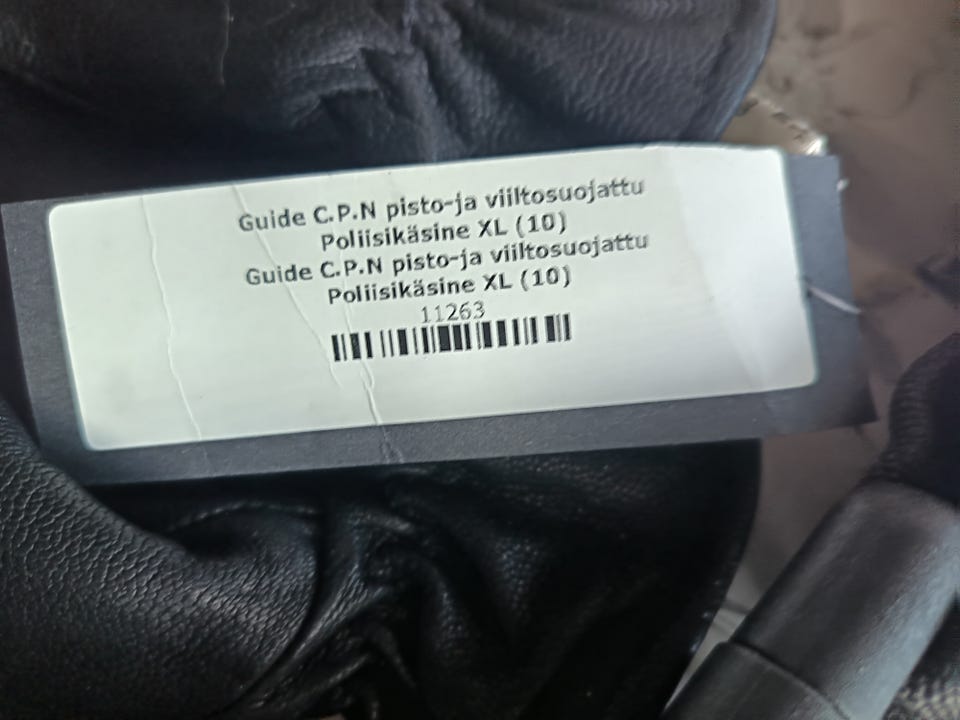 Guide C.P.N pisto-ja viiltosuojattu
Poliisikäsine XL (10)
Guide C.P.N pisto-ja viiltosuojattu
Poliisikäsine XL (10)
11263